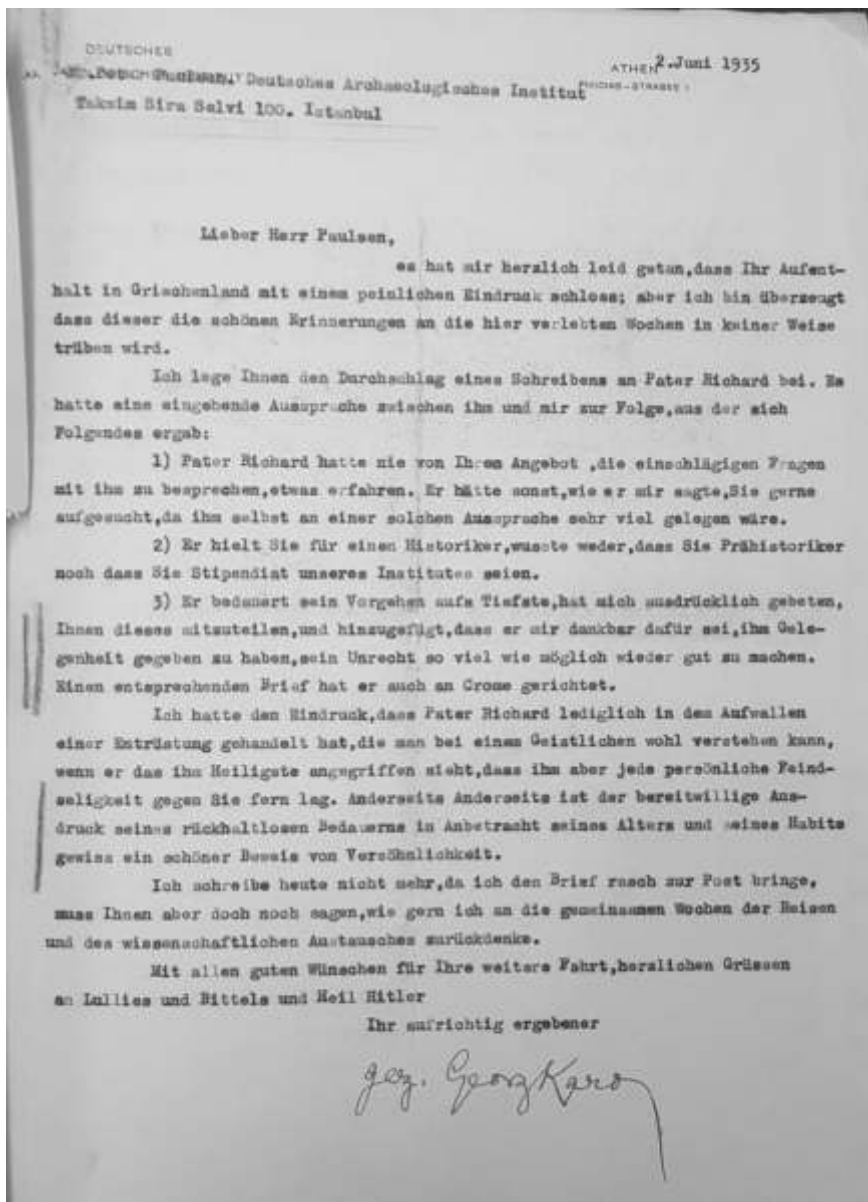 DEUTSCHES
ATHEN 2.Juni 1935
Deutsches Archaeologisches Institut
PHIDIAS-STRASSE 1
Taksim Sira Selvi 100. Istanbul
Lieber Herr Paulsen,
es hat mir herzlich leid getan,dass Ihr Aufent-
halt in Griechenland mit einem peinlichen Eindruck schloss; aber ich bin überzeugt
dass dieser die schönen Erinnerungen an die hier verlebten Wochen in keiner Weise
trüben wird.
Ich lege Ihnen den Durchschlag eines Schreibens an Pater Richard bei. Es
hatte eine eingehende Aussprache zwischen ihm und mir zur Folge,aus der sich
Folgendes ergab:
1) Pater Richard hatte nie von Ihrem Angebot ,die einschlägigen Fragen
mit ihm zu besprechen,etwas erfahren. Er hätte sonst,wie er mir sagte,Sie gerne
aufgesucht,da ihm selbst an einer solchen Aussprache sehr viel gelegen wäre.
2) Er hielt Sie für einen Historiker,wusste weder,dass Sie Prähistoriker
noch dass Sie Stipendiat unseres Institutes seien.
3) Er bedauert sein Vorgehen aufs Tiefste,hat mich ausdrücklich gebeten,
Ihnen dieses mitzuteilen,und hinzugefügt,dass er mir dankbar dafür sei,ihm Gele-
genheit gegeben zu haben,sein Unrecht so viel wie möglich wieder gut zu machen.
Einen entsprechenden Brief hat er auch an Crome gerichtet.
Ich hatte den Eindruck,dass Pater Richard lediglich in dem Aufwallen
einer Entrüstung gehandelt hat,die man bei einem Geistlichen wohl verstehen kann,
wenn er das ihm Heiligste angegriffen sieht,dass ihm aber jede persönliche Feind-
seligkeit gegen Sie fern lag. Anderseits Anderseits ist der bereitwillige Aus-
druck seines rückhaltlosen Bedauerns in Anbetracht seines Alters und seines Habits
gewiss ein schöner Beweis von Versöhnlichkeit.
Ich schreibe heute nicht mehr,da ich den Brief rasch zur Post bringe,
muss Ihnen aber doch noch sagen,wie gern ich an die gemeinsamen Wochen der Reisen
und des wissenschaftlichen Austausches zurückdenke.
Mit allen guten Wünschen für Ihre weitere Fahrt,herzlichen Grüssen
an Lullies und Bittels und Heil Hitler
Ihr aufrichtig ergebener
gez. Georg Karo